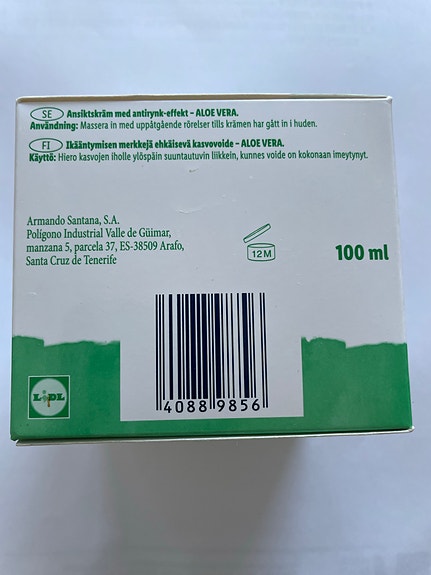 SE Ansiktskräm med antirynk-effekt – ALOE VERA.
Användning: Massera in med uppåtgående rörelser tills krämen har gått in i huden.
FI Ikääntymisen merkkejä ehkäisevä kasvovoide – ALOE VERA.
Käyttö: Hiero kasvojen iholle ylöspäin suuntautuvin liikkein, kunnes voide on kokonaan imeytynyt.
Armando Santana, S.A.
Polígono Industrial Valle de Güimar,
manzana 5, parcela 37, ES-38509 Arafo,
Santa Cruz de Tenerife
12 M
100 ml
LIDL
4088 9856